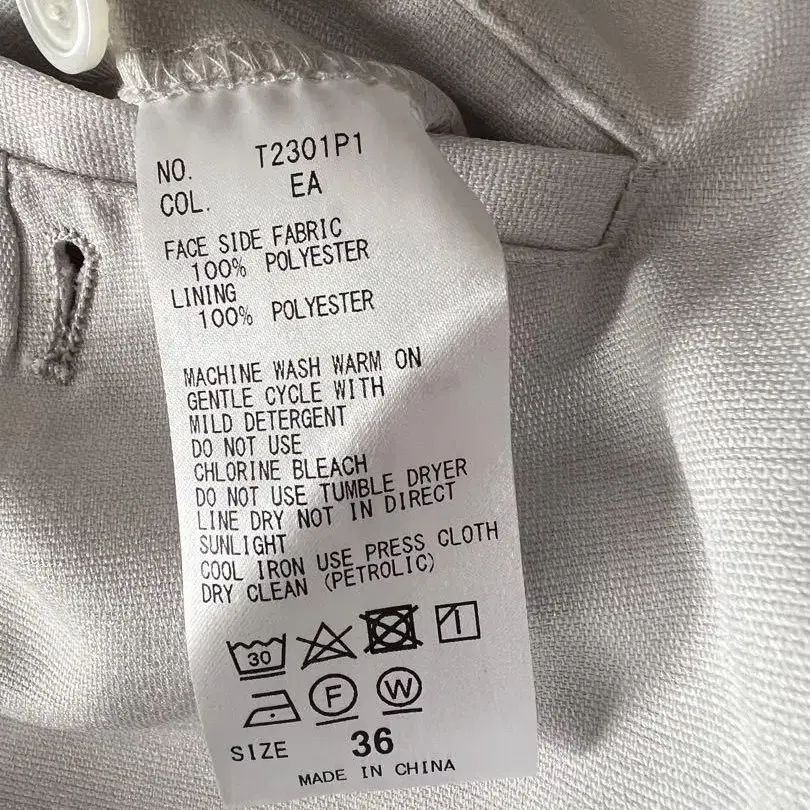 NO. T2301P1
COL. EA
FACE SIDE FABRIC
100% POLYESTER
LINING
100% POLYESTER
MACHINE WASH WARM ON
GENTLE CYCLE WITH
MILD DETERGENT
DO NOT USE
CHLORINE BLEACH
DO NOT USE TUMBLE DRYER
LINE DRY NOT IN DIRECT
SUNLIGHT
COOL IRON USE PRESS CLOTH
DRY CLEAN (PETROLIC)
30
F W
SIZE 36
MADE IN CHINA